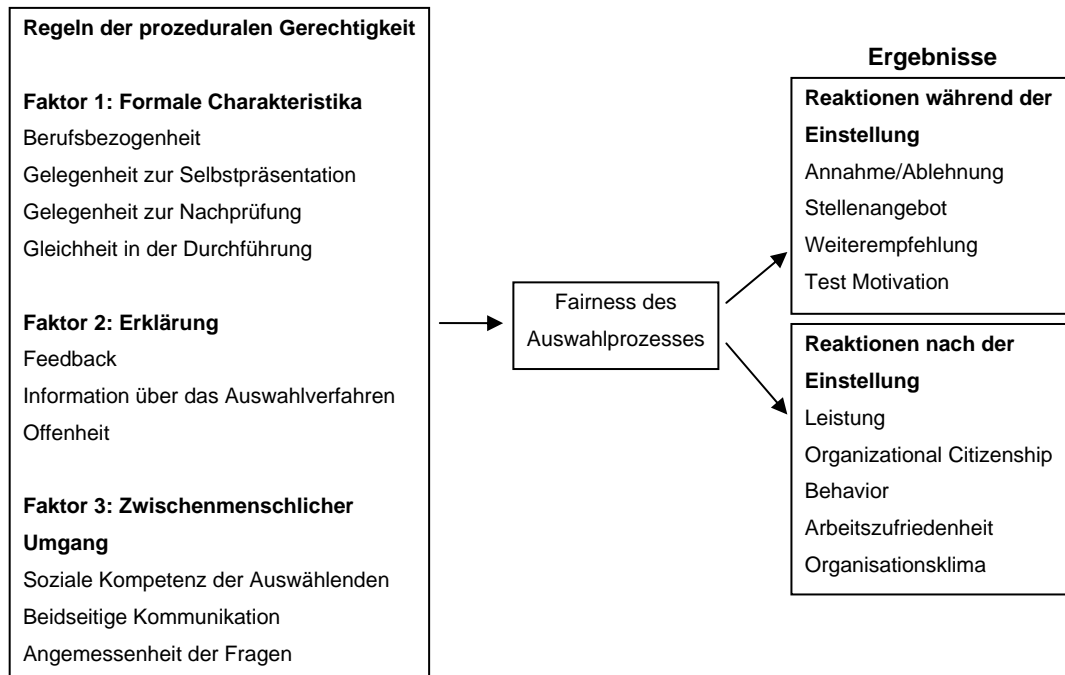 Regeln der prozeduralen Gerechtigkeit
Faktor 1: Formale Charakteristika
Berufsbezogenheit
Gelegenheit zur Selbstpräsentation
Gelegenheit zur Nachprüfung
Gleichheit in der Durchführung
Faktor 2: Erklärung
Feedback
Information über das Auswahlverfahren
Offenheit
Faktor 3: Zwischenmenschlicher
Umgang
Soziale Kompetenz der Auswählenden
Beidseitige Kommunikation
Angemessenheit der Fragen
Fairness des
Auswahlprozesses
Ergebnisse
Reaktionen während der
Einstellung
Annahme/Ablehnung
Stellenangebot
Weiterempfehlung
Test Motivation
Reaktionen nach der
Einstellung
Leistung
Organizational Citizenship
Behavior
Arbeitszufriedenheit
Organisationsklima